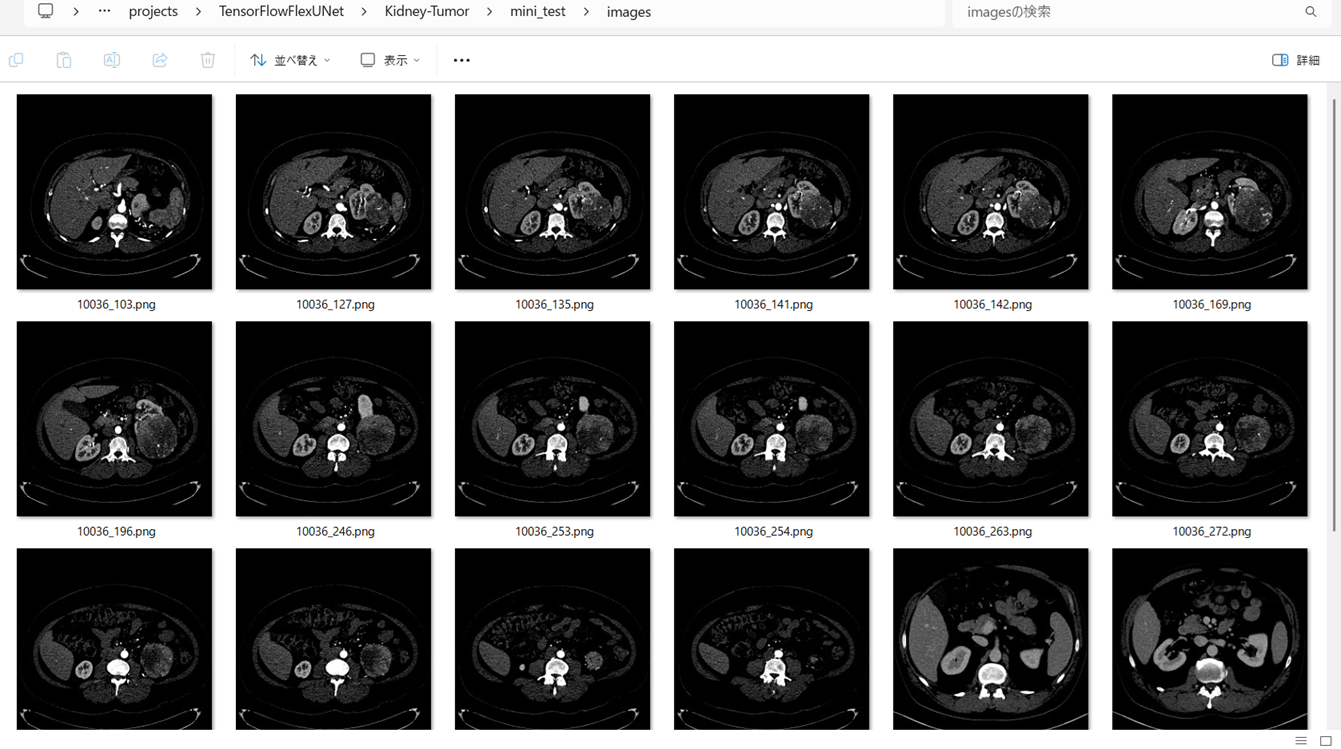 … projects TensorFlowFlexUNet Kidney-Tumor mini_test images
imagesの検索
並べ替え 表示 … 詳細
10036_103.png 10036_127.png 10036_135.png 10036_141.png 10036_142.png 10036_169.png
10036_196.png 10036_246.png 10036_253.png 10036_254.png 10036_263.png 10036_272.png